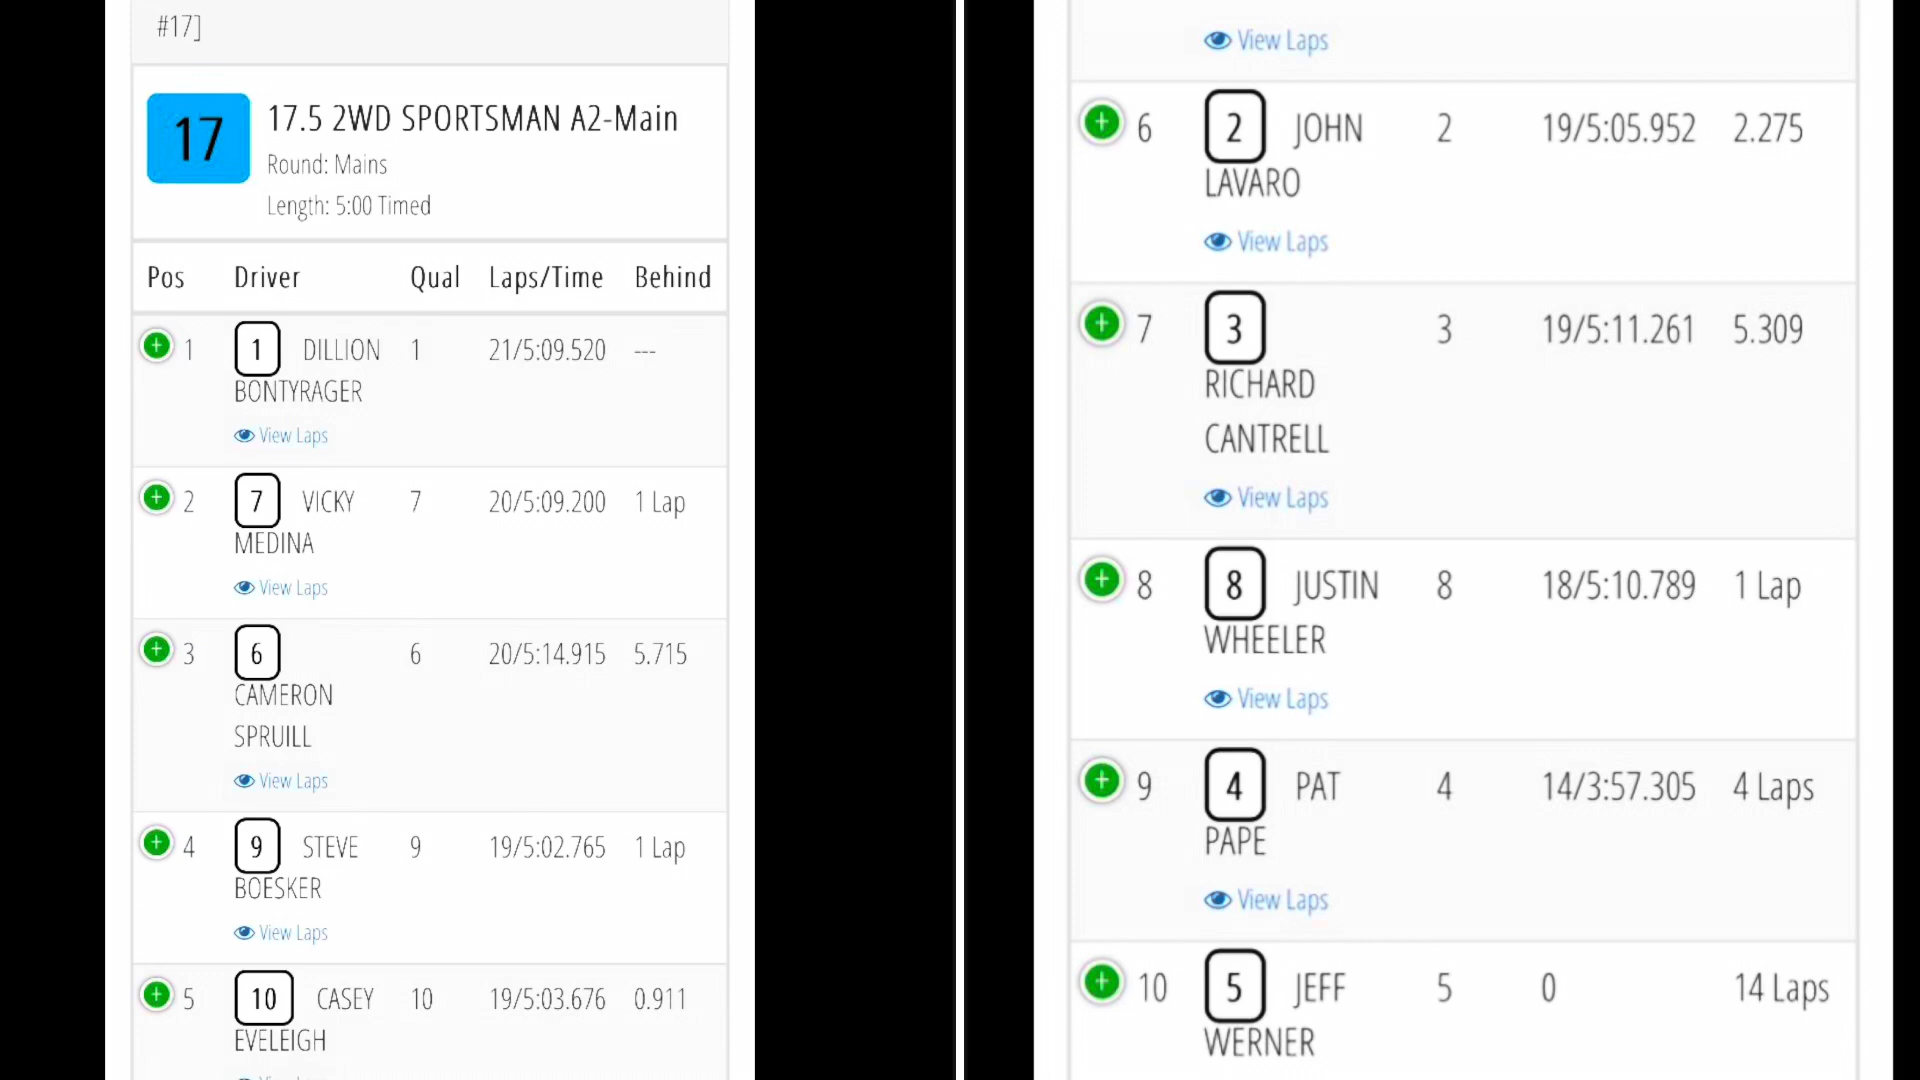 #17]
17 17.5 2WD SPORTSMAN A2-Main
Round: Mains
Length: 5:00 Timed
Pos Driver Qual Laps/Time Behind
1 1 DILLION 1 21/5:09.520 ---
BONTYRAGER
View Laps
2 7 VICKY 7 20/5:09.200 1 Lap
MEDINA
View Laps
3 6 6 20/5:14.915 5.715
CAMERON
SPRUILL
View Laps
4 9 STEVE 9 19/5:02.765 1 Lap
BOESKER
View Laps
5 10 CASEY 10 19/5:03.676 0.911
EVELEIGH
View Laps
View Laps
6 2 JOHN 2 19/5:05.952 2.275
LAVARO
View Laps
7 3 3 19/5:11.261 5.309
RICHARD
CANTRELL
View Laps
8 8 JUSTIN 8 18/5:10.789 1 Lap
WHEELER
View Laps
9 4 PAT 4 14/3:57.305 4 Laps
PAPE
View Laps
10 5 JEFF 5 0 14 Laps
WERNER